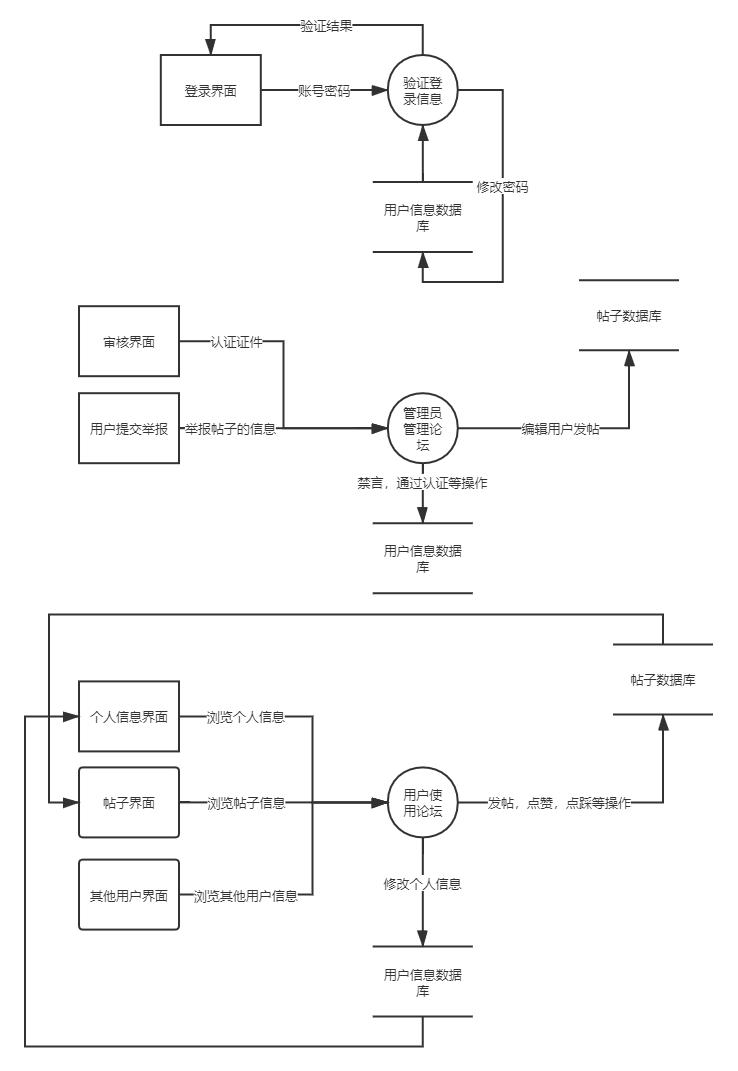 验证结果
登录界面
账号密码
验证登
录信息
修改密码
用户信息数据
库
帖子数据库
审核界面
认证证件
用户提交举报
举报帖子的信息
管理员
管理论
坛
编辑用户发帖
禁言，通过认证等操作
用户信息数据
库
帖子数据库
个人信息界面
浏览个人信息
帖子界面
浏览帖子信息
用户使
用论坛
发帖，点赞，点踩等操作
其他用户界面
浏览其他用户信息
修改个人信息
用户信息数据
库